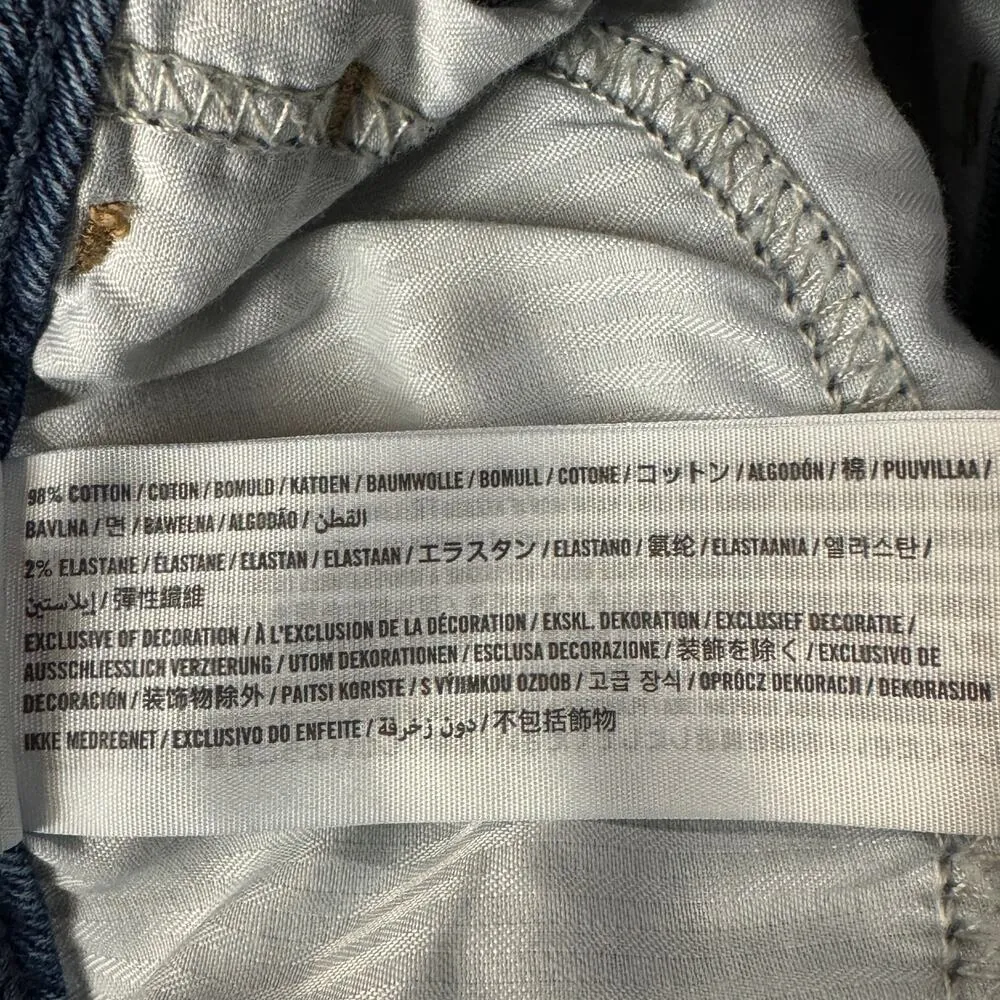 98% COTTON / COTON / BOMULD / KATOEN / BAUMWOLLE / BOMULL / COTONE / コットン / ALGODÓN / 棉 / PUUVILLAA /
BAVLNA / 면 / BAWEŁNA / ALGODÃO / القطن
2% ELASTANE / ÉLASTANE / ELASTAN / ELASTAAN / エラスタン / ELASTANO / 氨纶 / ELASTAANIA / 엘라스탄 /
إيلاستين / 彈性纖維
EXCLUSIVE OF DECORATION / À L'EXCLUSION DE LA DÉCORATION / EKSKL. DEKORATION / EXCLUSIEF DECORATIE /
AUSSCHLIESSLICH VERZIERUNG / UTOM DEKORATIONEN / ESCLUSA DECORAZIONE / 装飾を除く / EXCLUSIVO DE
DECORACIÓN / 装饰物除外 / PAITSI KORISTE / S VÝJIMKOU OZDOB / 고급 장식 / OPRÓCZ DEKORACJI / DEKORASJON
IKKE MEDREGNET / EXCLUSIVO DO ENFEITE / دون زخرفة / 不包括飾物